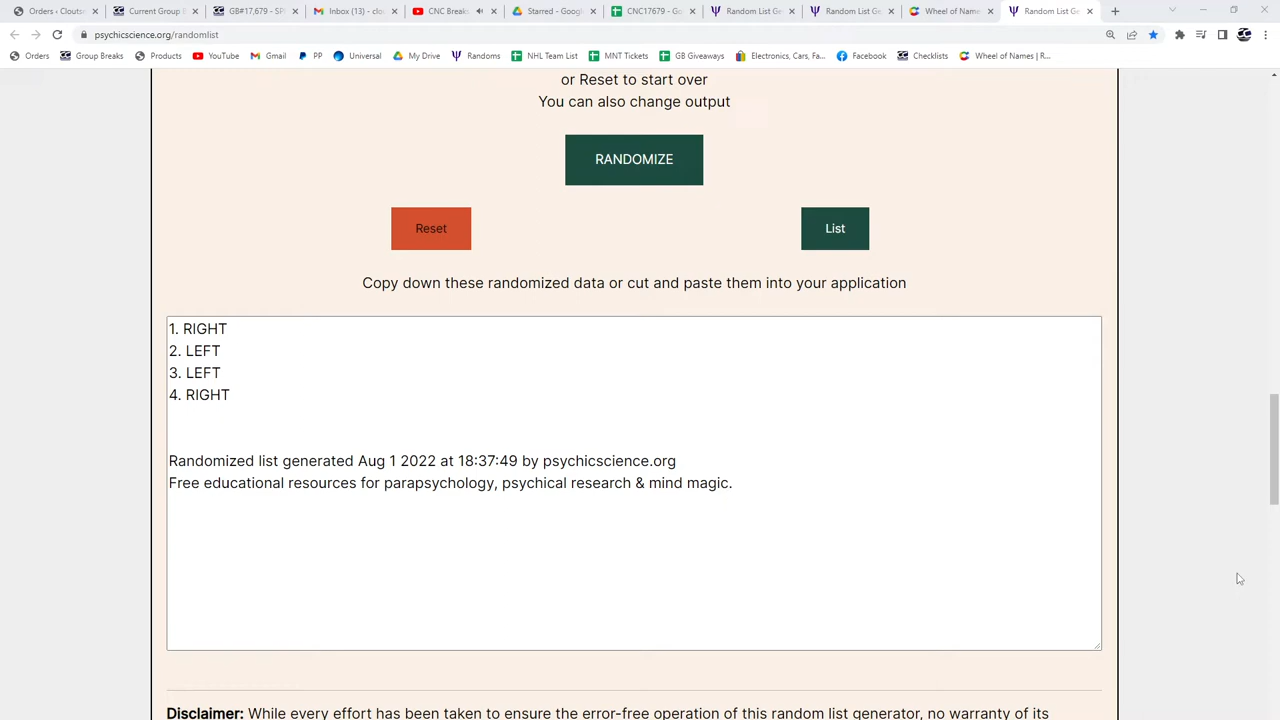 Orders < Cloutsn
Current Group B
GB#17,679 - SPI
Inbox (13) - clou
CNC Break
Starred - Googl
CNC17679 - Goo
Random List Ge
Random List Ge
Wheel of Name
Random List Ge
psychicscience.org/randomlist
Orders
Group Breaks
Products
YouTube
Gmail
PP
Universal
My Drive
Randoms
NHL Team List
MNT Tickets
GB Giveaways
Electronics, Cars, Fa...
Facebook
Checklists
Wheel of Names | R...
or Reset to start over
You can also change output
RANDOMIZE
Reset
List
Copy down these randomized data or cut and paste them into your application
1. RIGHT
2. LEFT
3. LEFT
4. RIGHT
Randomized list generated Aug 1 2022 at 18:37:49 by psychicscience.org
Free educational resources for parapsychology, psychical research & mind magic.
Disclaimer: While every effort has been taken to ensure the error-free operation of this random list generator, no warranty of its